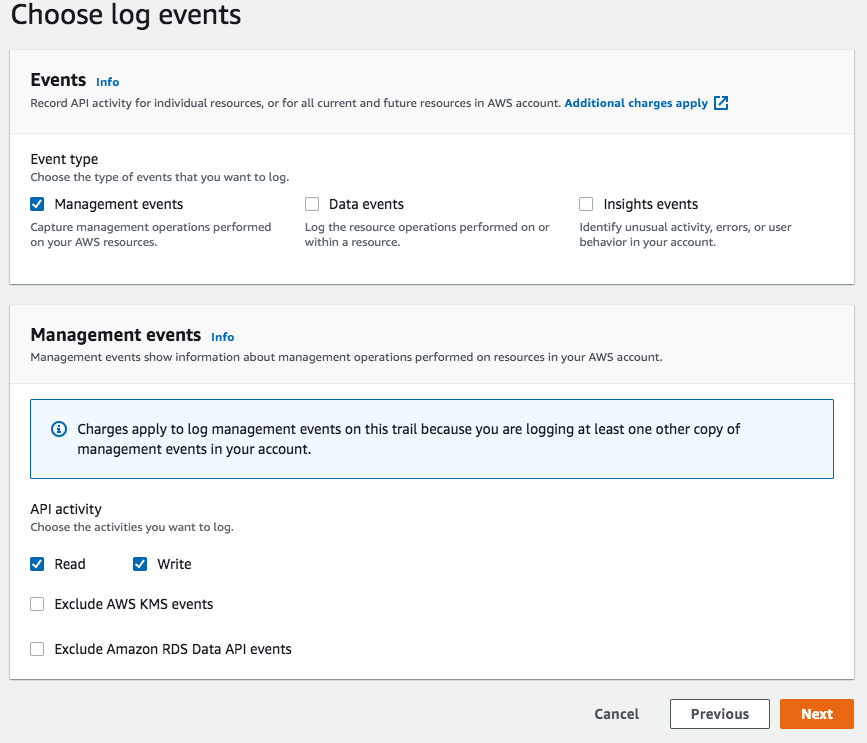 Choose log events
Events Info
Record API activity for individual resources, or for all current and future resources in AWS account. Additional charges apply
Event type
Choose the type of events that you want to log.
Management events
Capture management operations performed
on your AWS resources.
Data events
Log the resource operations performed on or
within a resource.
Insights events
Identify unusual activity, errors, or user
behavior in your account.
Management events Info
Management events show information about management operations performed on resources in your AWS account.
Charges apply to log management events on this trail because you are logging at least one other copy of
management events in your account.
API activity
Choose the activities you want to log.
Read Write
Exclude AWS KMS events
Exclude Amazon RDS Data API events
Cancel Previous Next